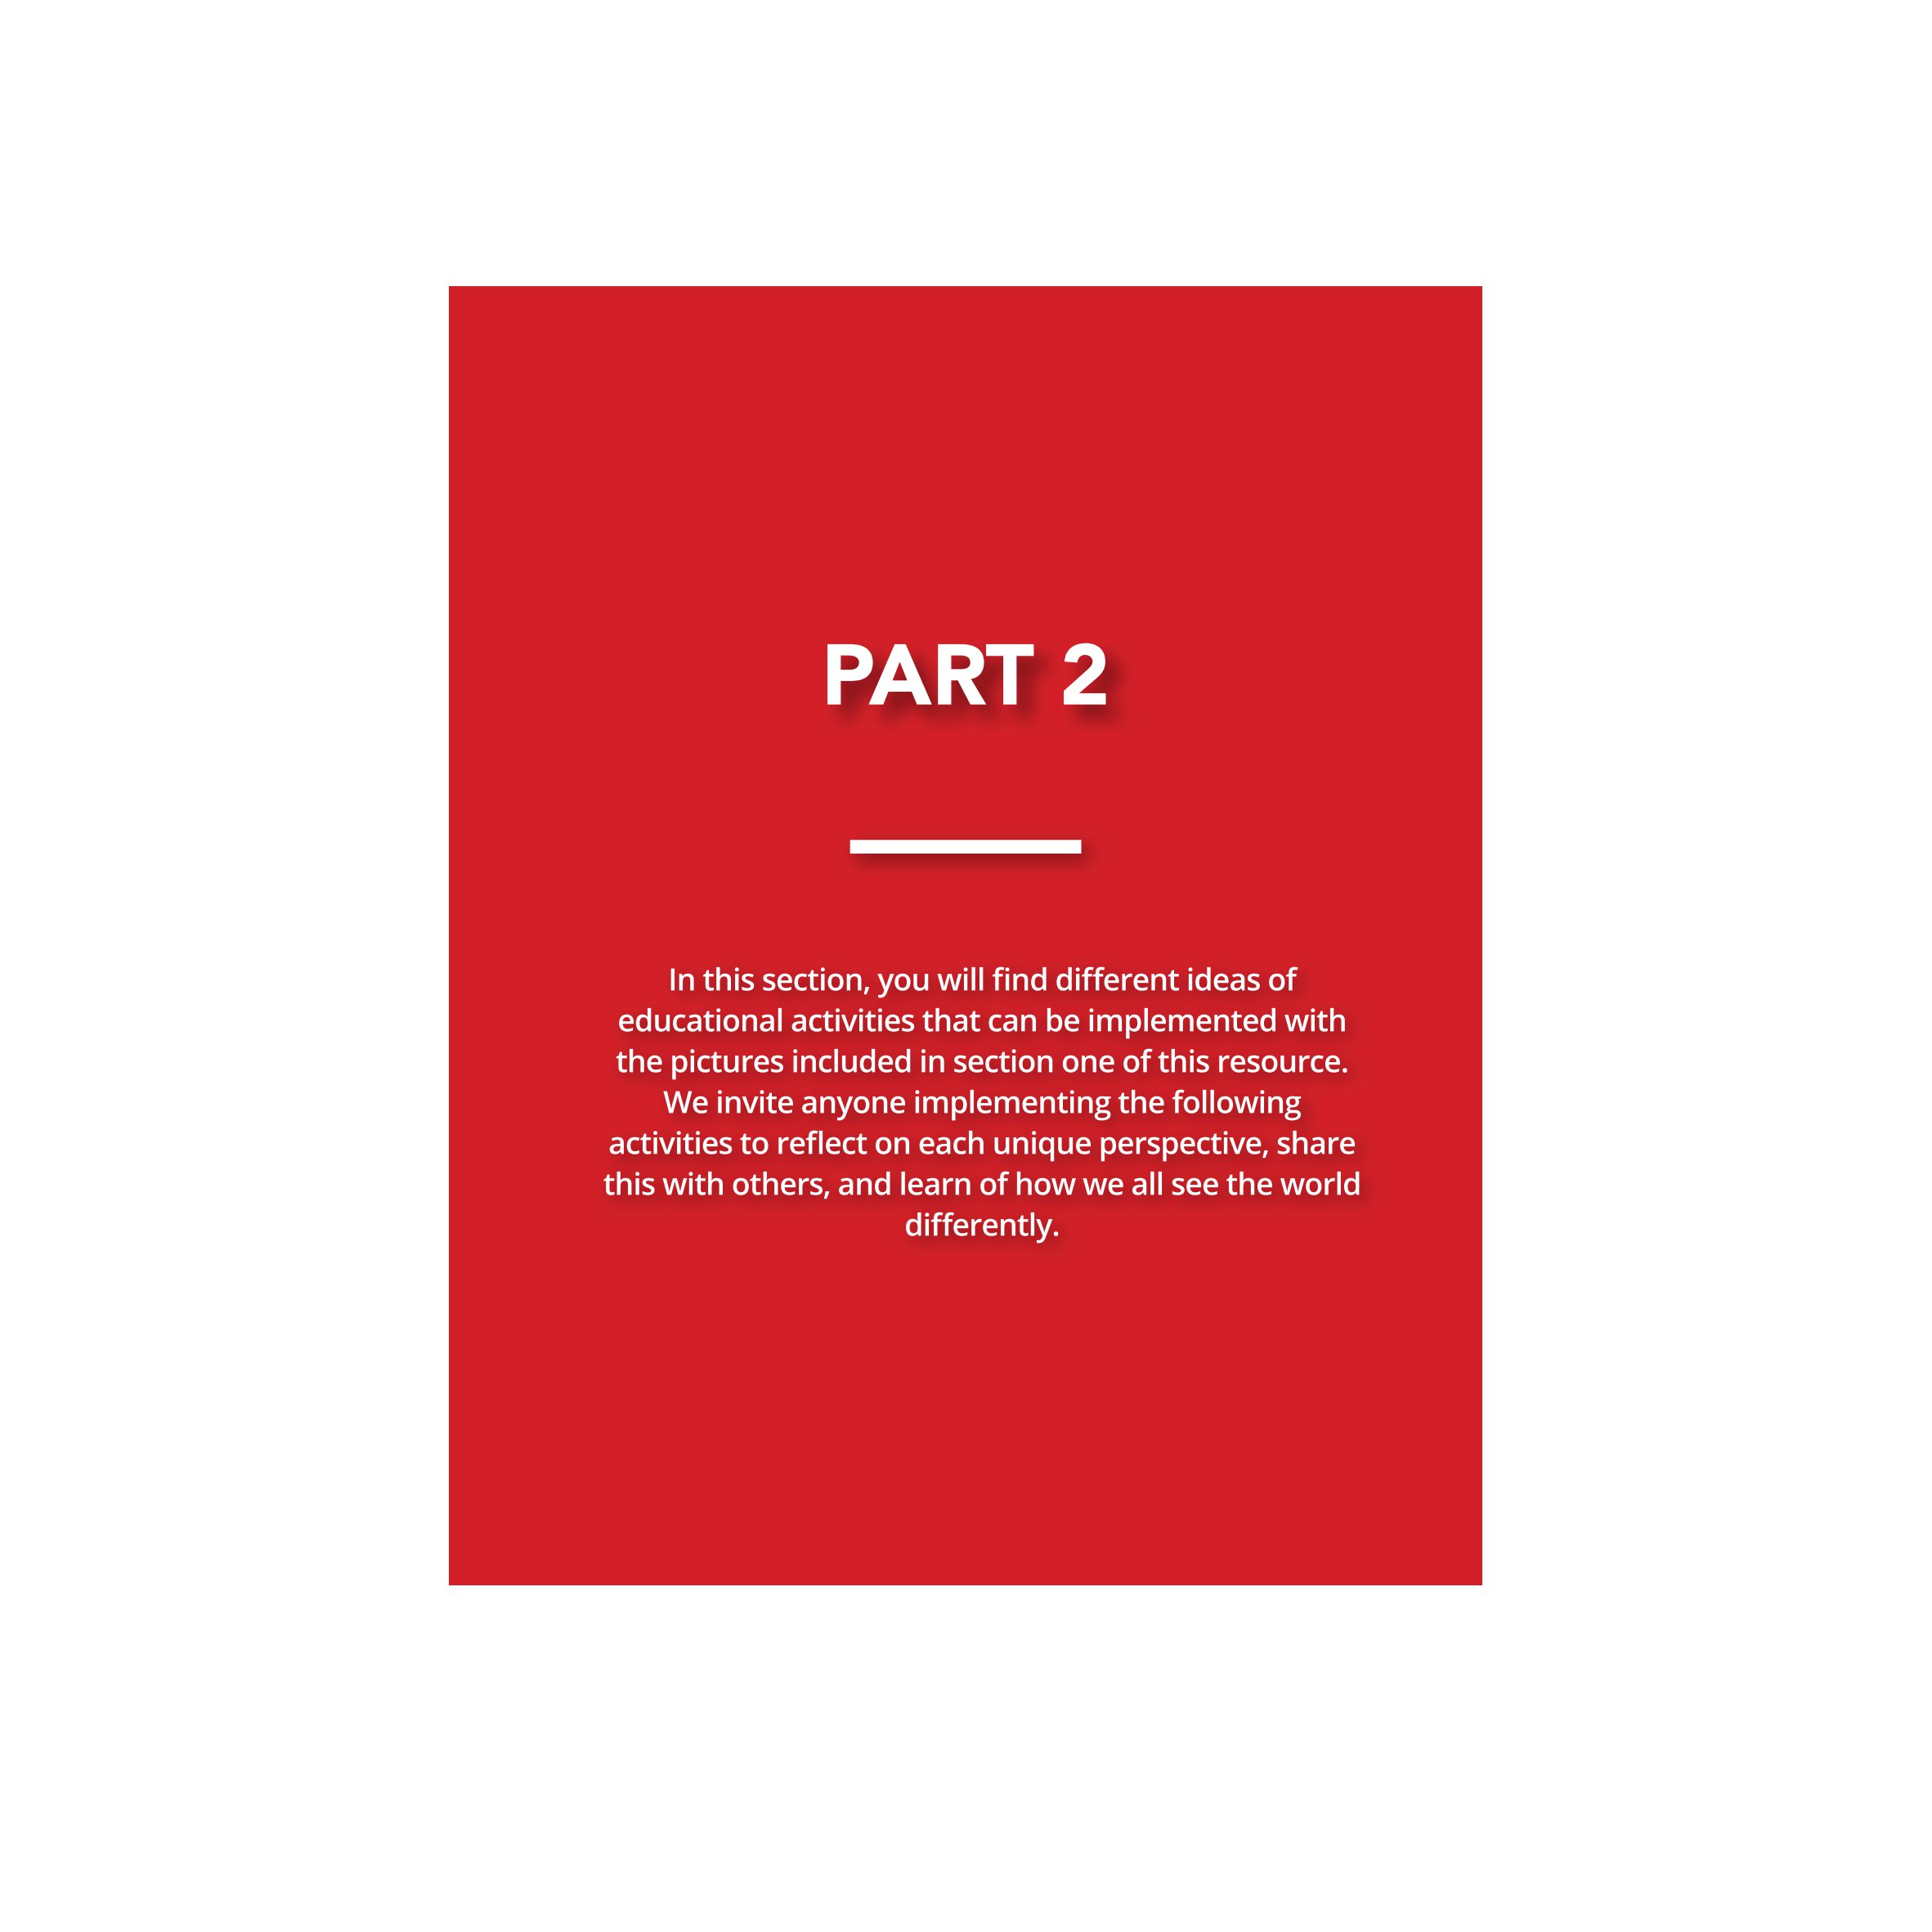 PART 2
In this section, you will find different ideas of
educational activities that can be implemented with
the pictures included in section one of this resource.
We invite anyone implementing the following
activities to reflect on each unique perspective, share
this with others, and learn of how we all see the world
differently.